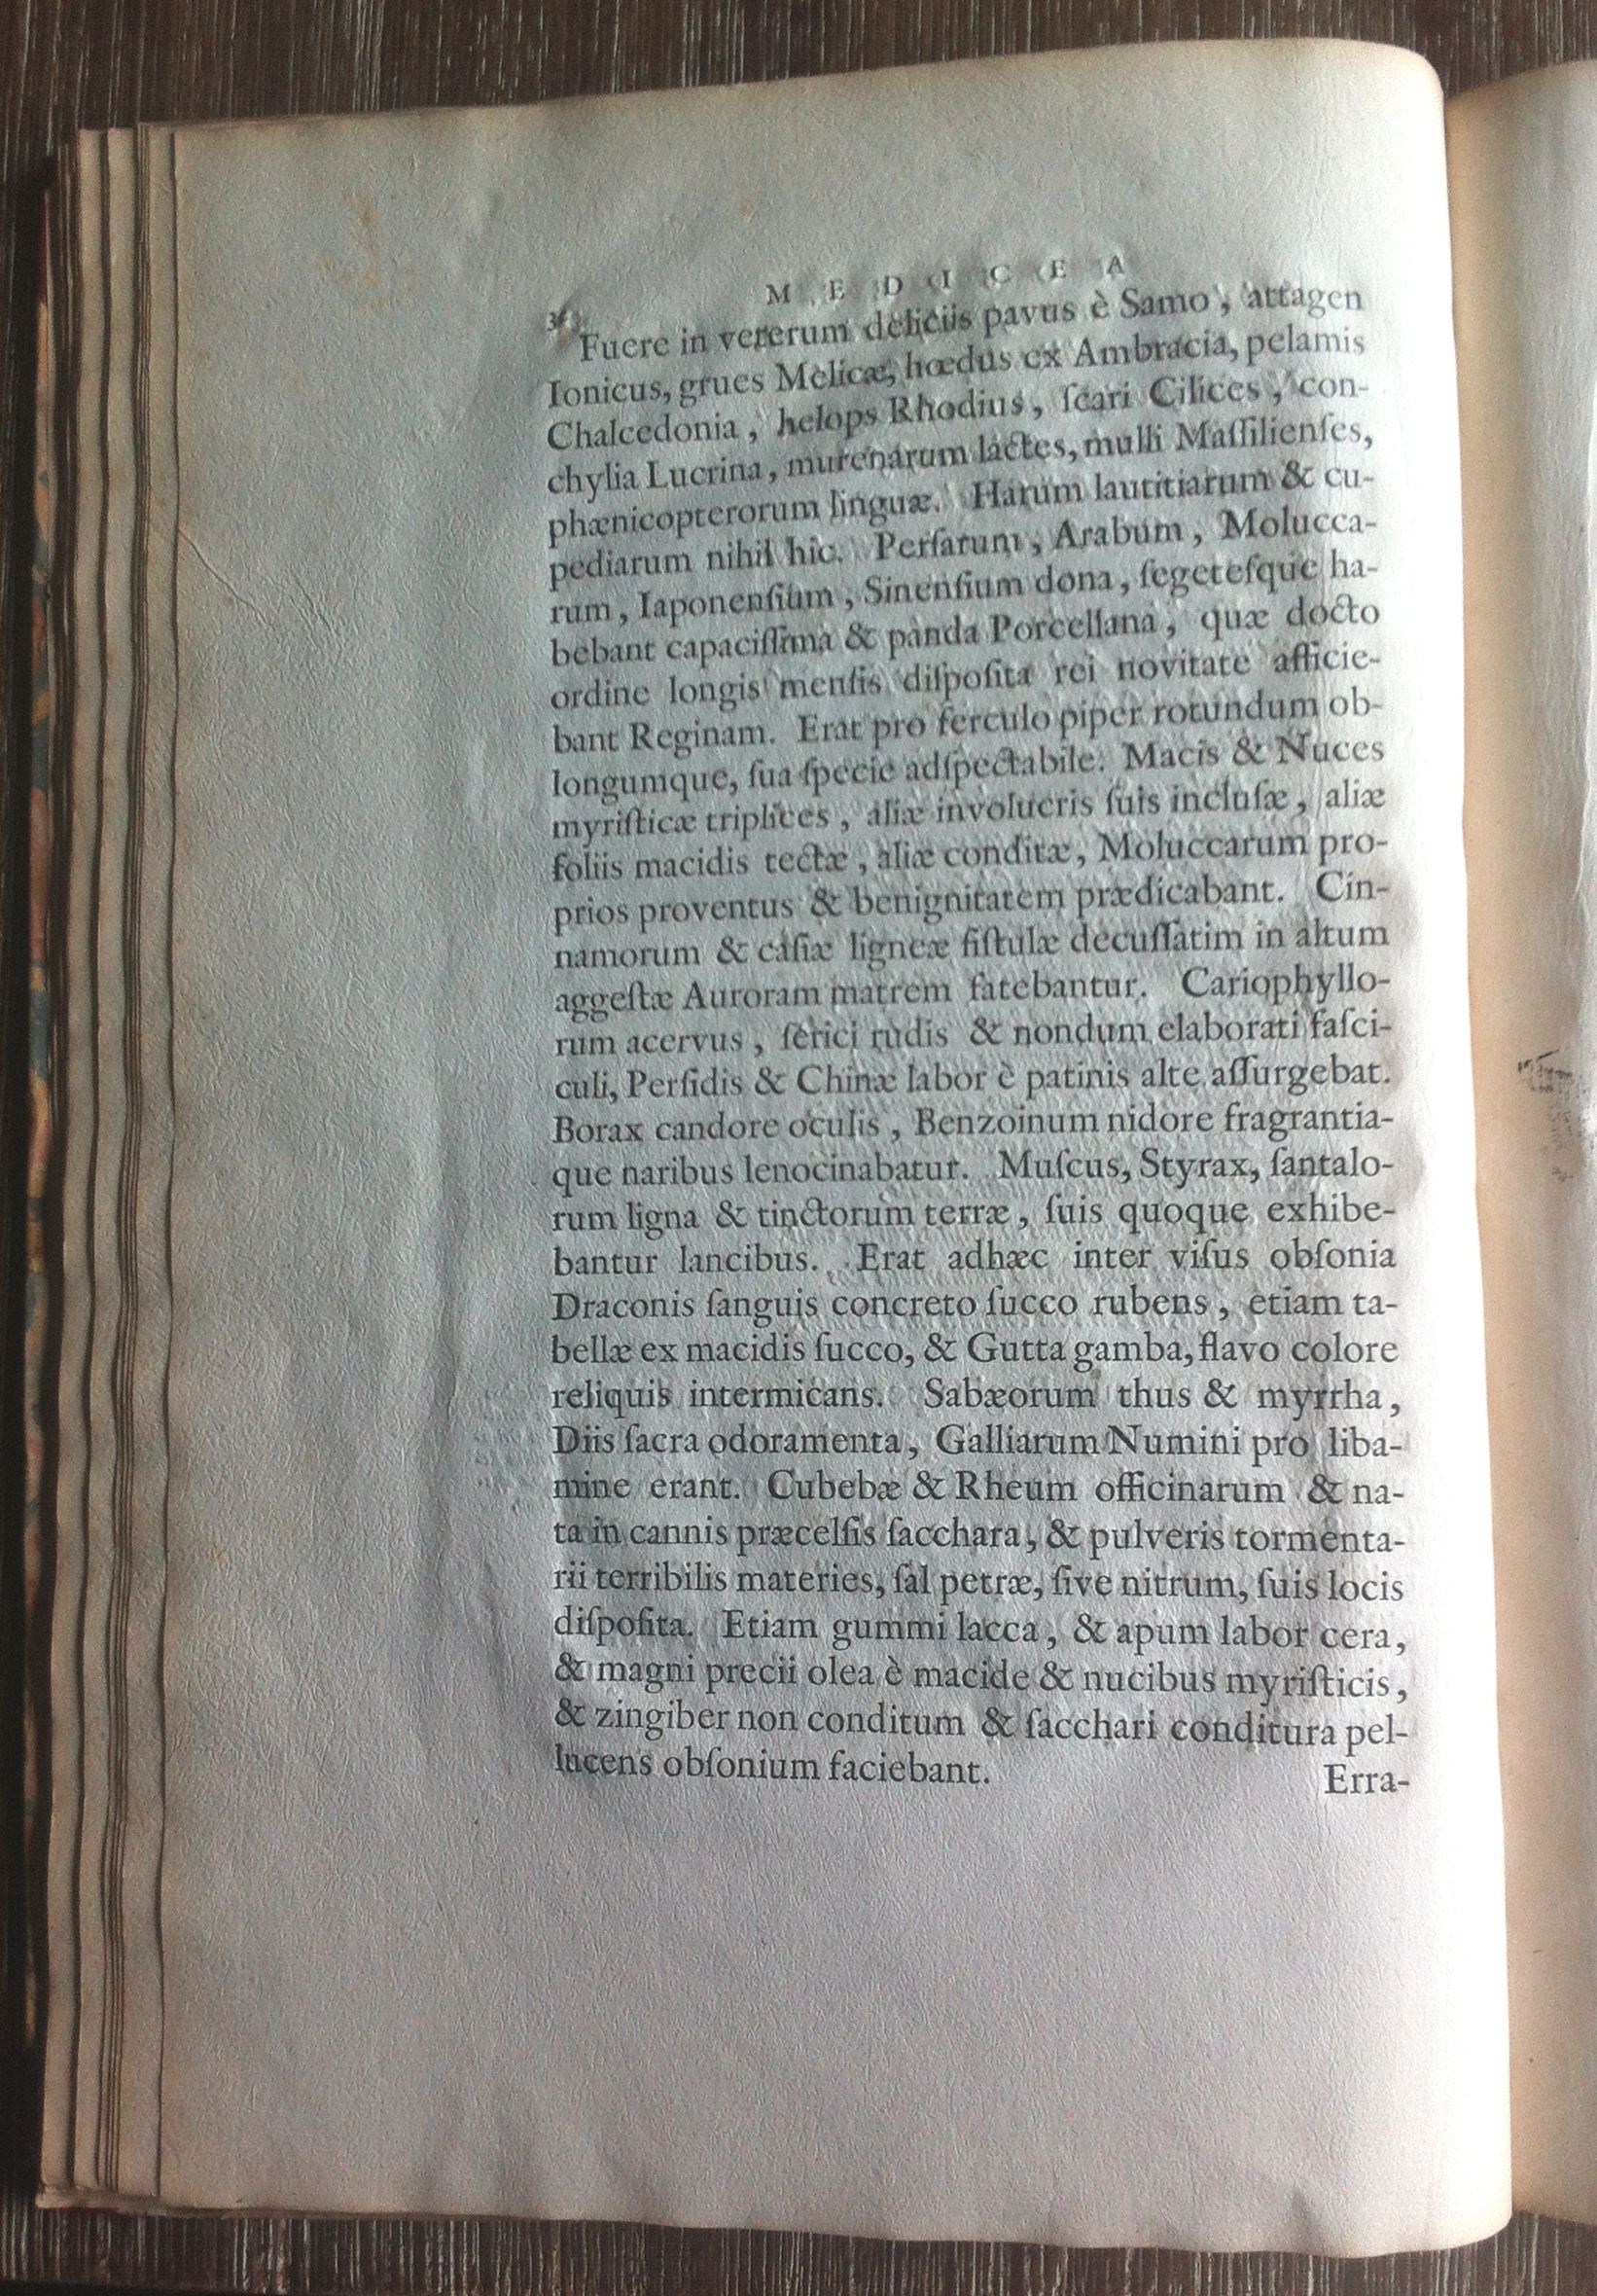 M E D I C E A
Fuere in veterum deliciis pavus è Samo, attagen
Ionicus, grues Melicæ, hœdus ex Ambracia, pelamis
Chalcedonia, helops Rhodius, ſcari Cilices, con-
chylia Lucrina, murenarum lactes, mulli Maſſilienſes,
phænicopterorum linguæ. Harum lautitiarum & cu-
pediarum nihil hic. Perſarum, Arabum, Molucca-
rum, Iaponenſium, Sinenſium dona, ſegeteſque ha-
bebant capaciſſima & panda Porcellana, quæ docto
ordine longis menſis diſpoſita rei novitate afficie-
bant Reginam. Erat pro ferculo piper rotundum ob-
longumque, ſua ſpecie adſpectabile. Macis & Nuces
myriſticæ triplices, aliæ involucris ſuis incluſæ, aliæ
foliis macidis tectæ, aliæ conditæ, Moluccarum pro-
prios proventus & benignitatem prædicabant. Cin-
namorum & caſiæ ligneæ fiſtulæ decuſſatim in altum
aggeſtæ Auroram matrem fatebantur. Cariophyllo-
rum acervus, ſerici rudis & nondum elaborati faſci-
culi, Perſidis & Chinæ labor è patinis alte aſſurgebat.
Borax candore oculis, Benzoinum nidore fragrantia-
que naribus lenocinabatur. Muſcus, Styrax, ſantalo-
rum ligna & tinctorum terræ, ſuis quoque exhibe-
bantur lancibus. Erat adhæc inter viſus obſonia
Draconis ſanguis concreto ſucco rubens, etiam ta-
bellæ ex macidis ſucco, & Gutta gamba, flavo colore
reliquis intermicans. Sabæorum thus & myrrha,
Diis ſacra odoramenta, Galliarum Numini pro liba-
mine erant. Cubebæ & Rheum officinarum & na-
ta in cannis præcelſis ſacchara, & pulveris tormenta-
rii terribilis materies, ſal petræ, ſive nitrum, ſuis locis
diſpoſita. Etiam gummi lacca, & apum labor cera,
& magni precii olea è macide & nucibus myriſticis,
& zingiber non conditum & ſacchari conditura pel-
lucens obſonium faciebant.
Erra-